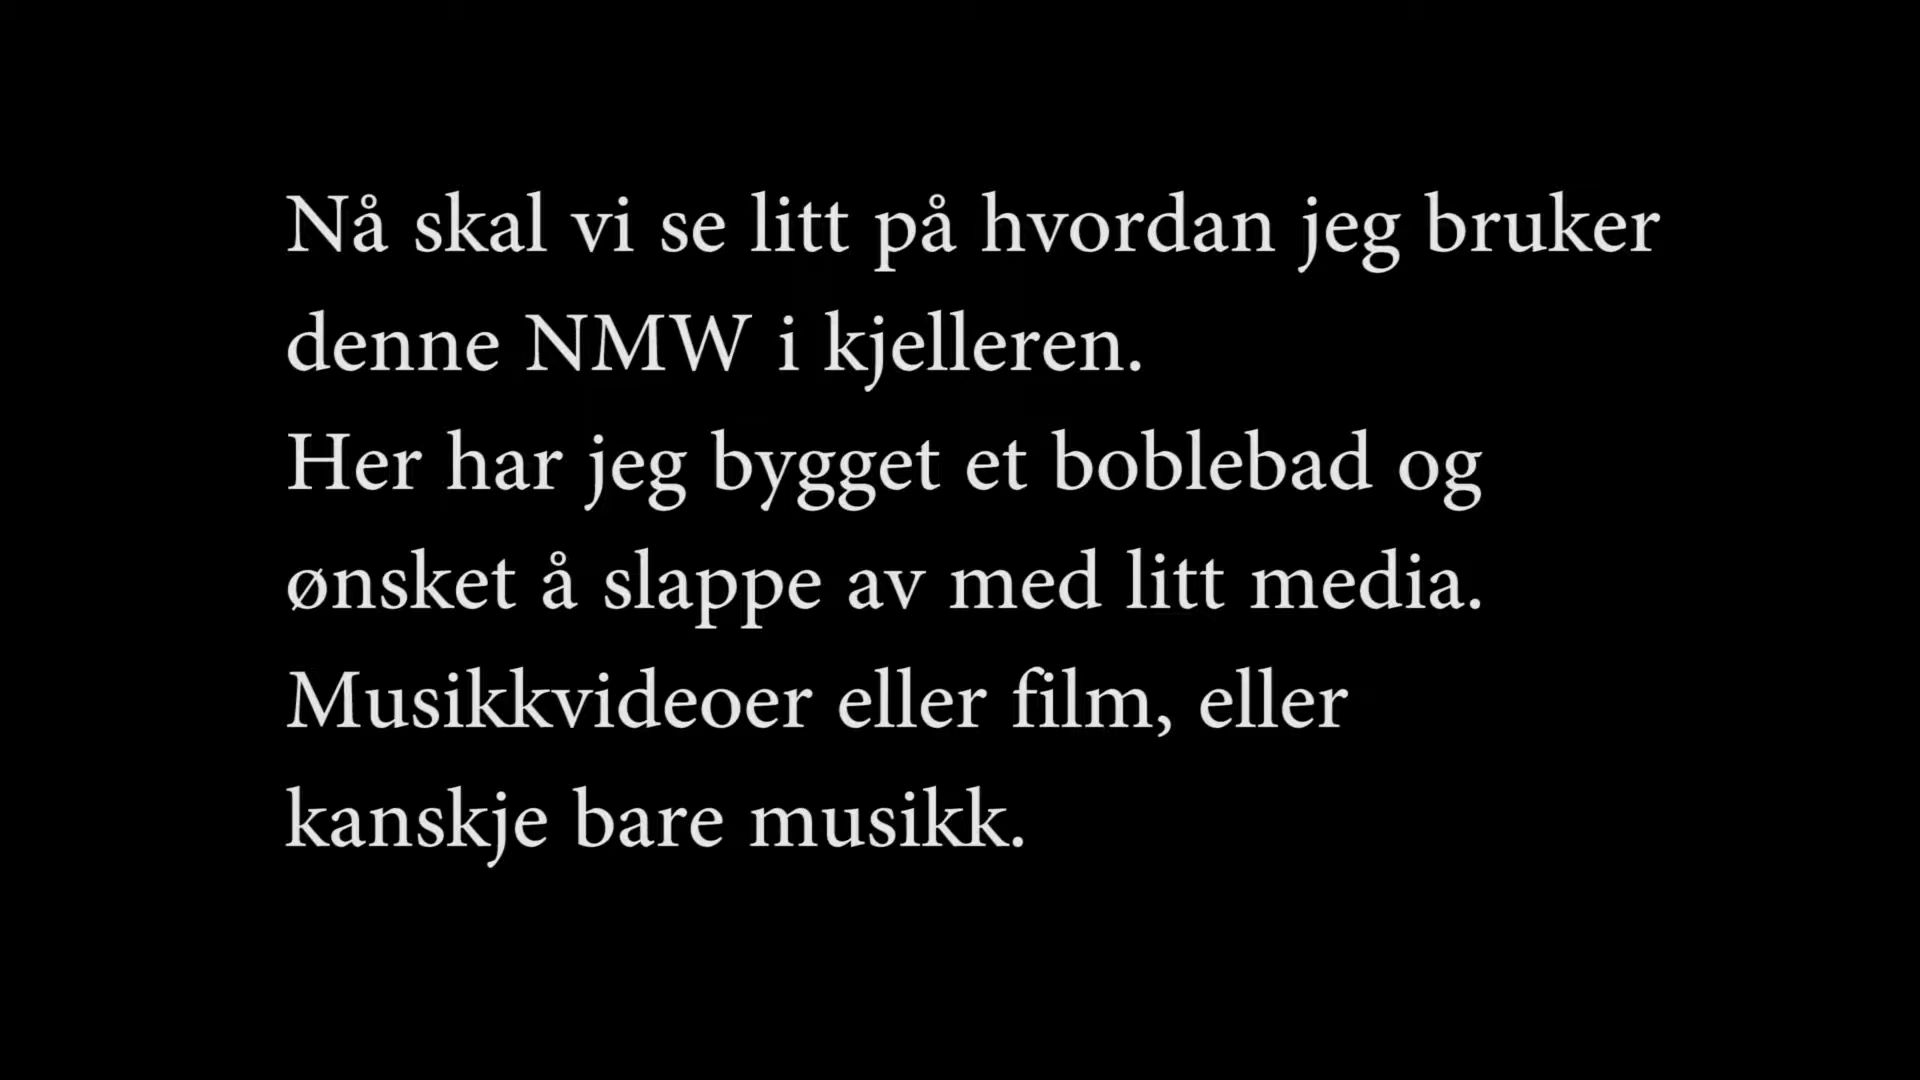 Nå skal vi se litt på hvordan jeg bruker
denne NMW i kjelleren.
Her har jeg bygget et boblebad og
ønsket å slappe av med litt media.
Musikkvideoer eller film, eller
kanskje bare musikk.